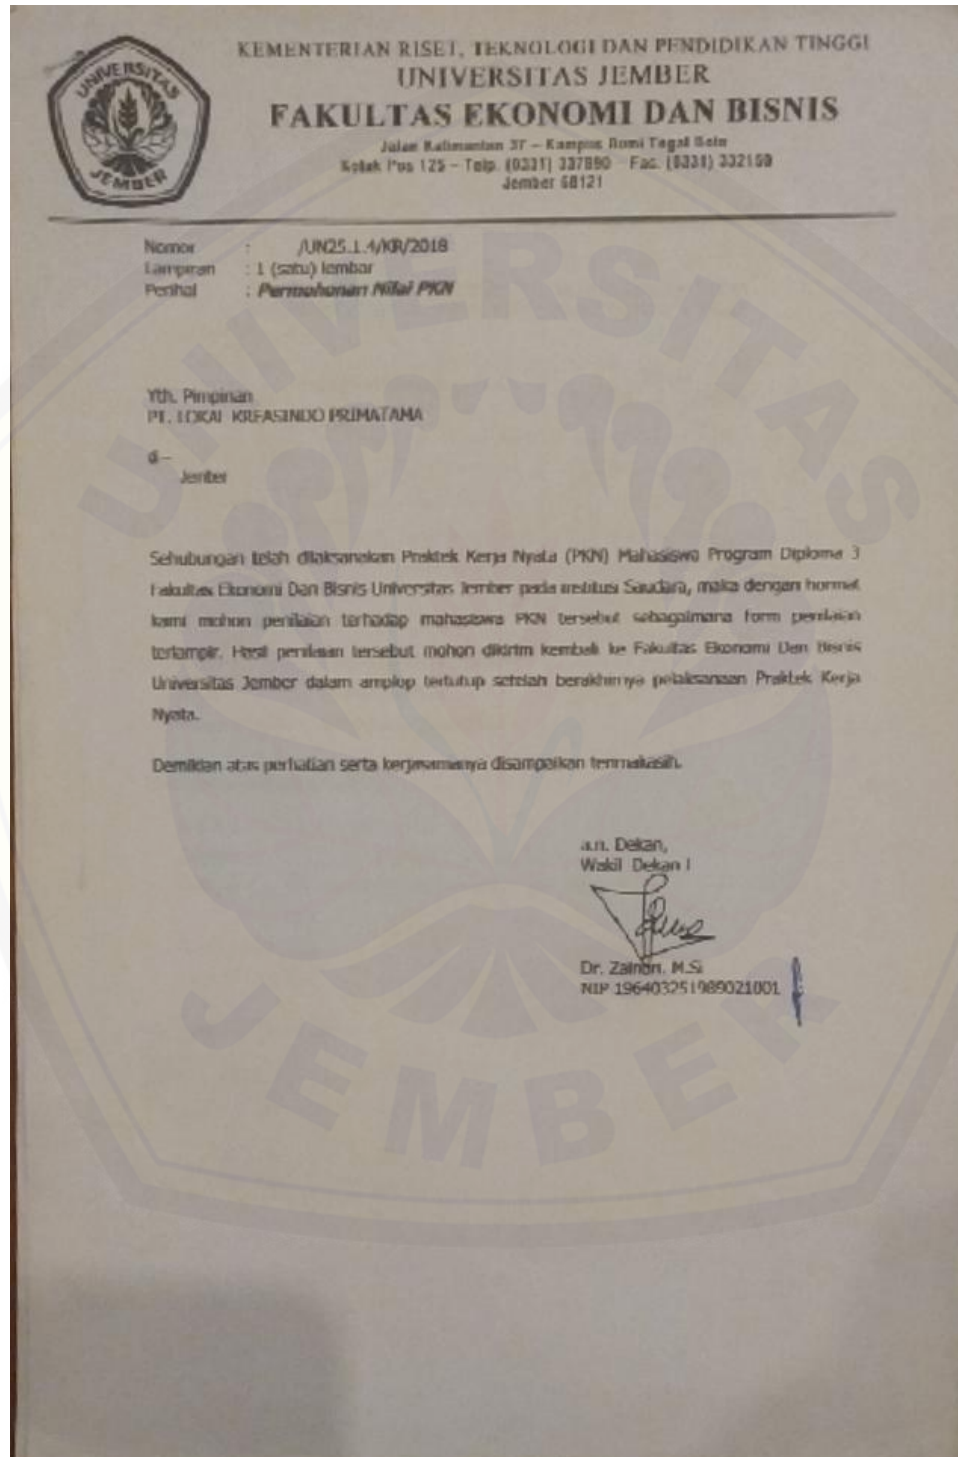 KEMENTERIAN RISET, TEKNOLOGI DAN PENDIDIKAN TINGGI
UNIVERSITAS JEMBER
FAKULTAS EKONOMI DAN BISNIS
Jalan Kalimantan 37 – Kampus Bumi Tegal Boto
Kotak Pos 125 – Telp. (0331) 337990 – Fac. (0331) 332150
Jember 68121
UNIVERSITAS
JEMBER
Nomor : /UN25.1.4/KR/2018
Lampiran : 1 (satu) lembar
Perihal : Permohonan Nilai PKN
Yth. Pimpinan
PT. LOKAL KREASINDO PRIMATAMA
di –
Jember
Sehubungan telah dilaksanakan Praktek Kerja Nyata (PKN) Mahasiswa Program Diploma 3
Fakultas Ekonomi Dan Bisnis Universitas Jember pada institusi Saudara, maka dengan hormat
kami mohon penilaian terhadap mahasiswa PKN tersebut sebagaimana form penilaian
terlampir. Hasil penilaian tersebut mohon dikirim kembali ke Fakultas Ekonomi Dan Bisnis
Universitas Jember dalam amplop tertutup setelah berakhirnya pelaksanaan Praktek Kerja
Nyata.
Demikian atas perhatian serta kerjasamanya disampaikan terimakasih.
a.n. Dekan,
Wakil Dekan I
Dr. Zainuri. M.Si
NIP 196403251989021001
UNIVERSITAS
JEMBER